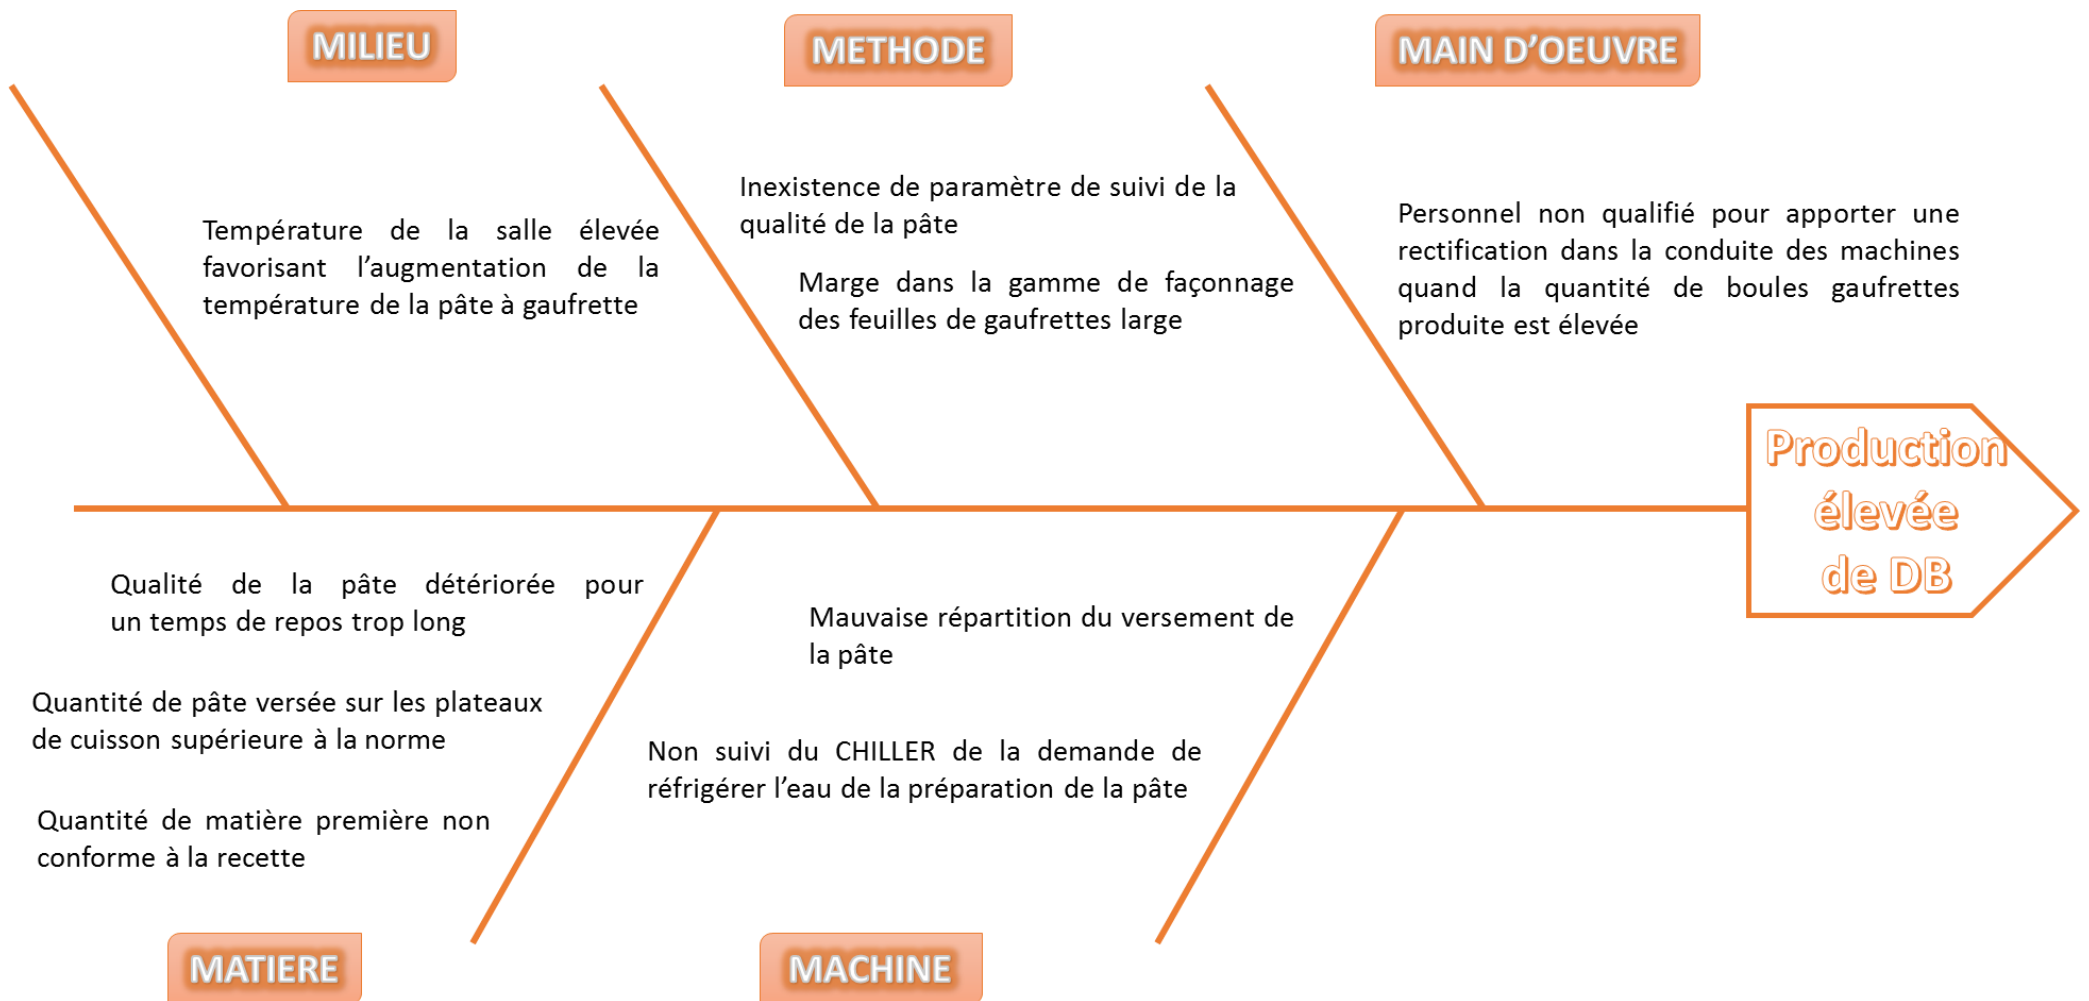 MILIEU
Température de la salle élevée
favorisant l'augmentation de la
température de la pâte à gaufrette
METHODE
Inexistence de paramètre de suivi de la
qualité de la pâte
Marge dans la gamme de façonnage
des feuilles de gaufrettes large
MAIN D'OEUVRE
Personnel non qualifié pour apporter une
rectification dans la conduite des machines
quand la quantité de boules gaufrettes
produite est élevée
Production
élevée
de DB
Qualité de la pâte détériorée pour
un temps de repos trop long
Quantité de pâte versée sur les plateaux
de cuisson supérieure à la norme
Quantité de matière première non
conforme à la recette
MATIERE
Mauvaise répartition du versement de
la pâte
Non suivi du CHILLER de la demande de
réfrigérer l'eau de la préparation de la pâte
MACHINE